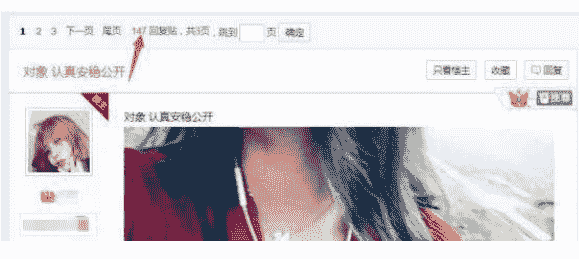 1 2 3 下一页 尾页 147回复贴，共3页，跳到 页 确定
对象 认真安稳公开 只看楼主 收藏 回复
楼主
对象 认真安稳公开